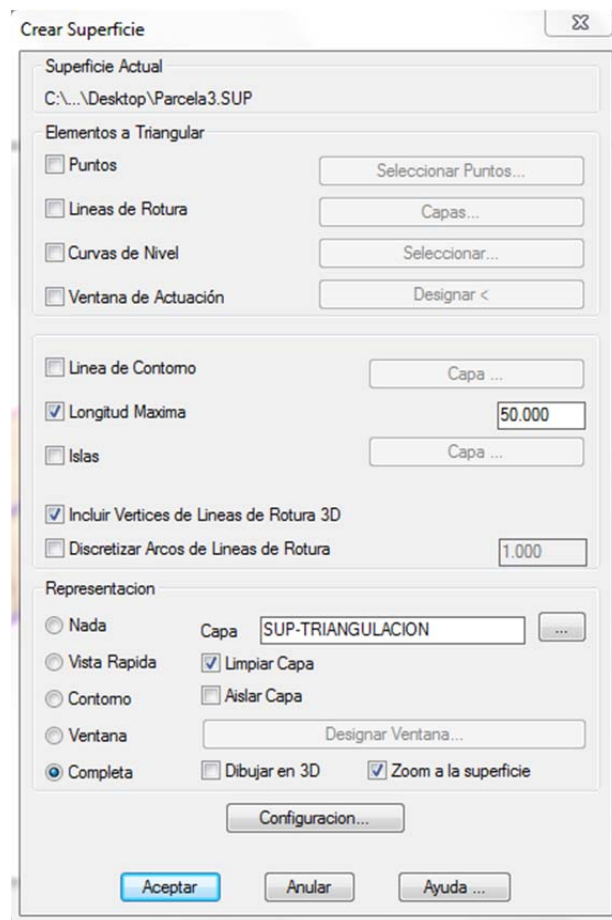 Crear Superficie
Superficie Actual
C:\...\Desktop\Parcela3.SUP
Elementos a Triangular
Puntos Seleccionar Puntos...
Lineas de Rotura Capas...
Curvas de Nivel Seleccionar...
Ventana de Actuación Designar <
Linea de Contorno Capa ...
Longitud Maxima 50.000
Islas Capa ...
Incluir Vertices de Lineas de Rotura 3D
Discretizar Arcos de Lineas de Rotura 1.000
Representacion
Nada Capa SUP-TRIANGULACION ...
Vista Rapida Limpiar Capa
Contorno Aislar Capa
Ventana Designar Ventana...
Completa Dibujar en 3D Zoom a la superficie
Configuracion...
Aceptar Anular Ayuda ...